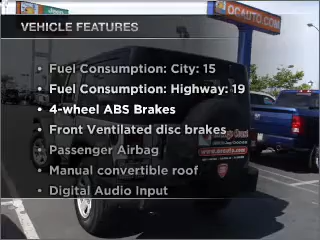 OCAUTO.COM
Jeep
VEHICLE FEATURES
• Fuel Consumption: City: 15
• Fuel Consumption: Highway: 19
• 4-wheel ABS Brakes
• Front Ventilated disc brakes
• Passenger Airbag
• Manual convertible roof
• Digital Audio Input